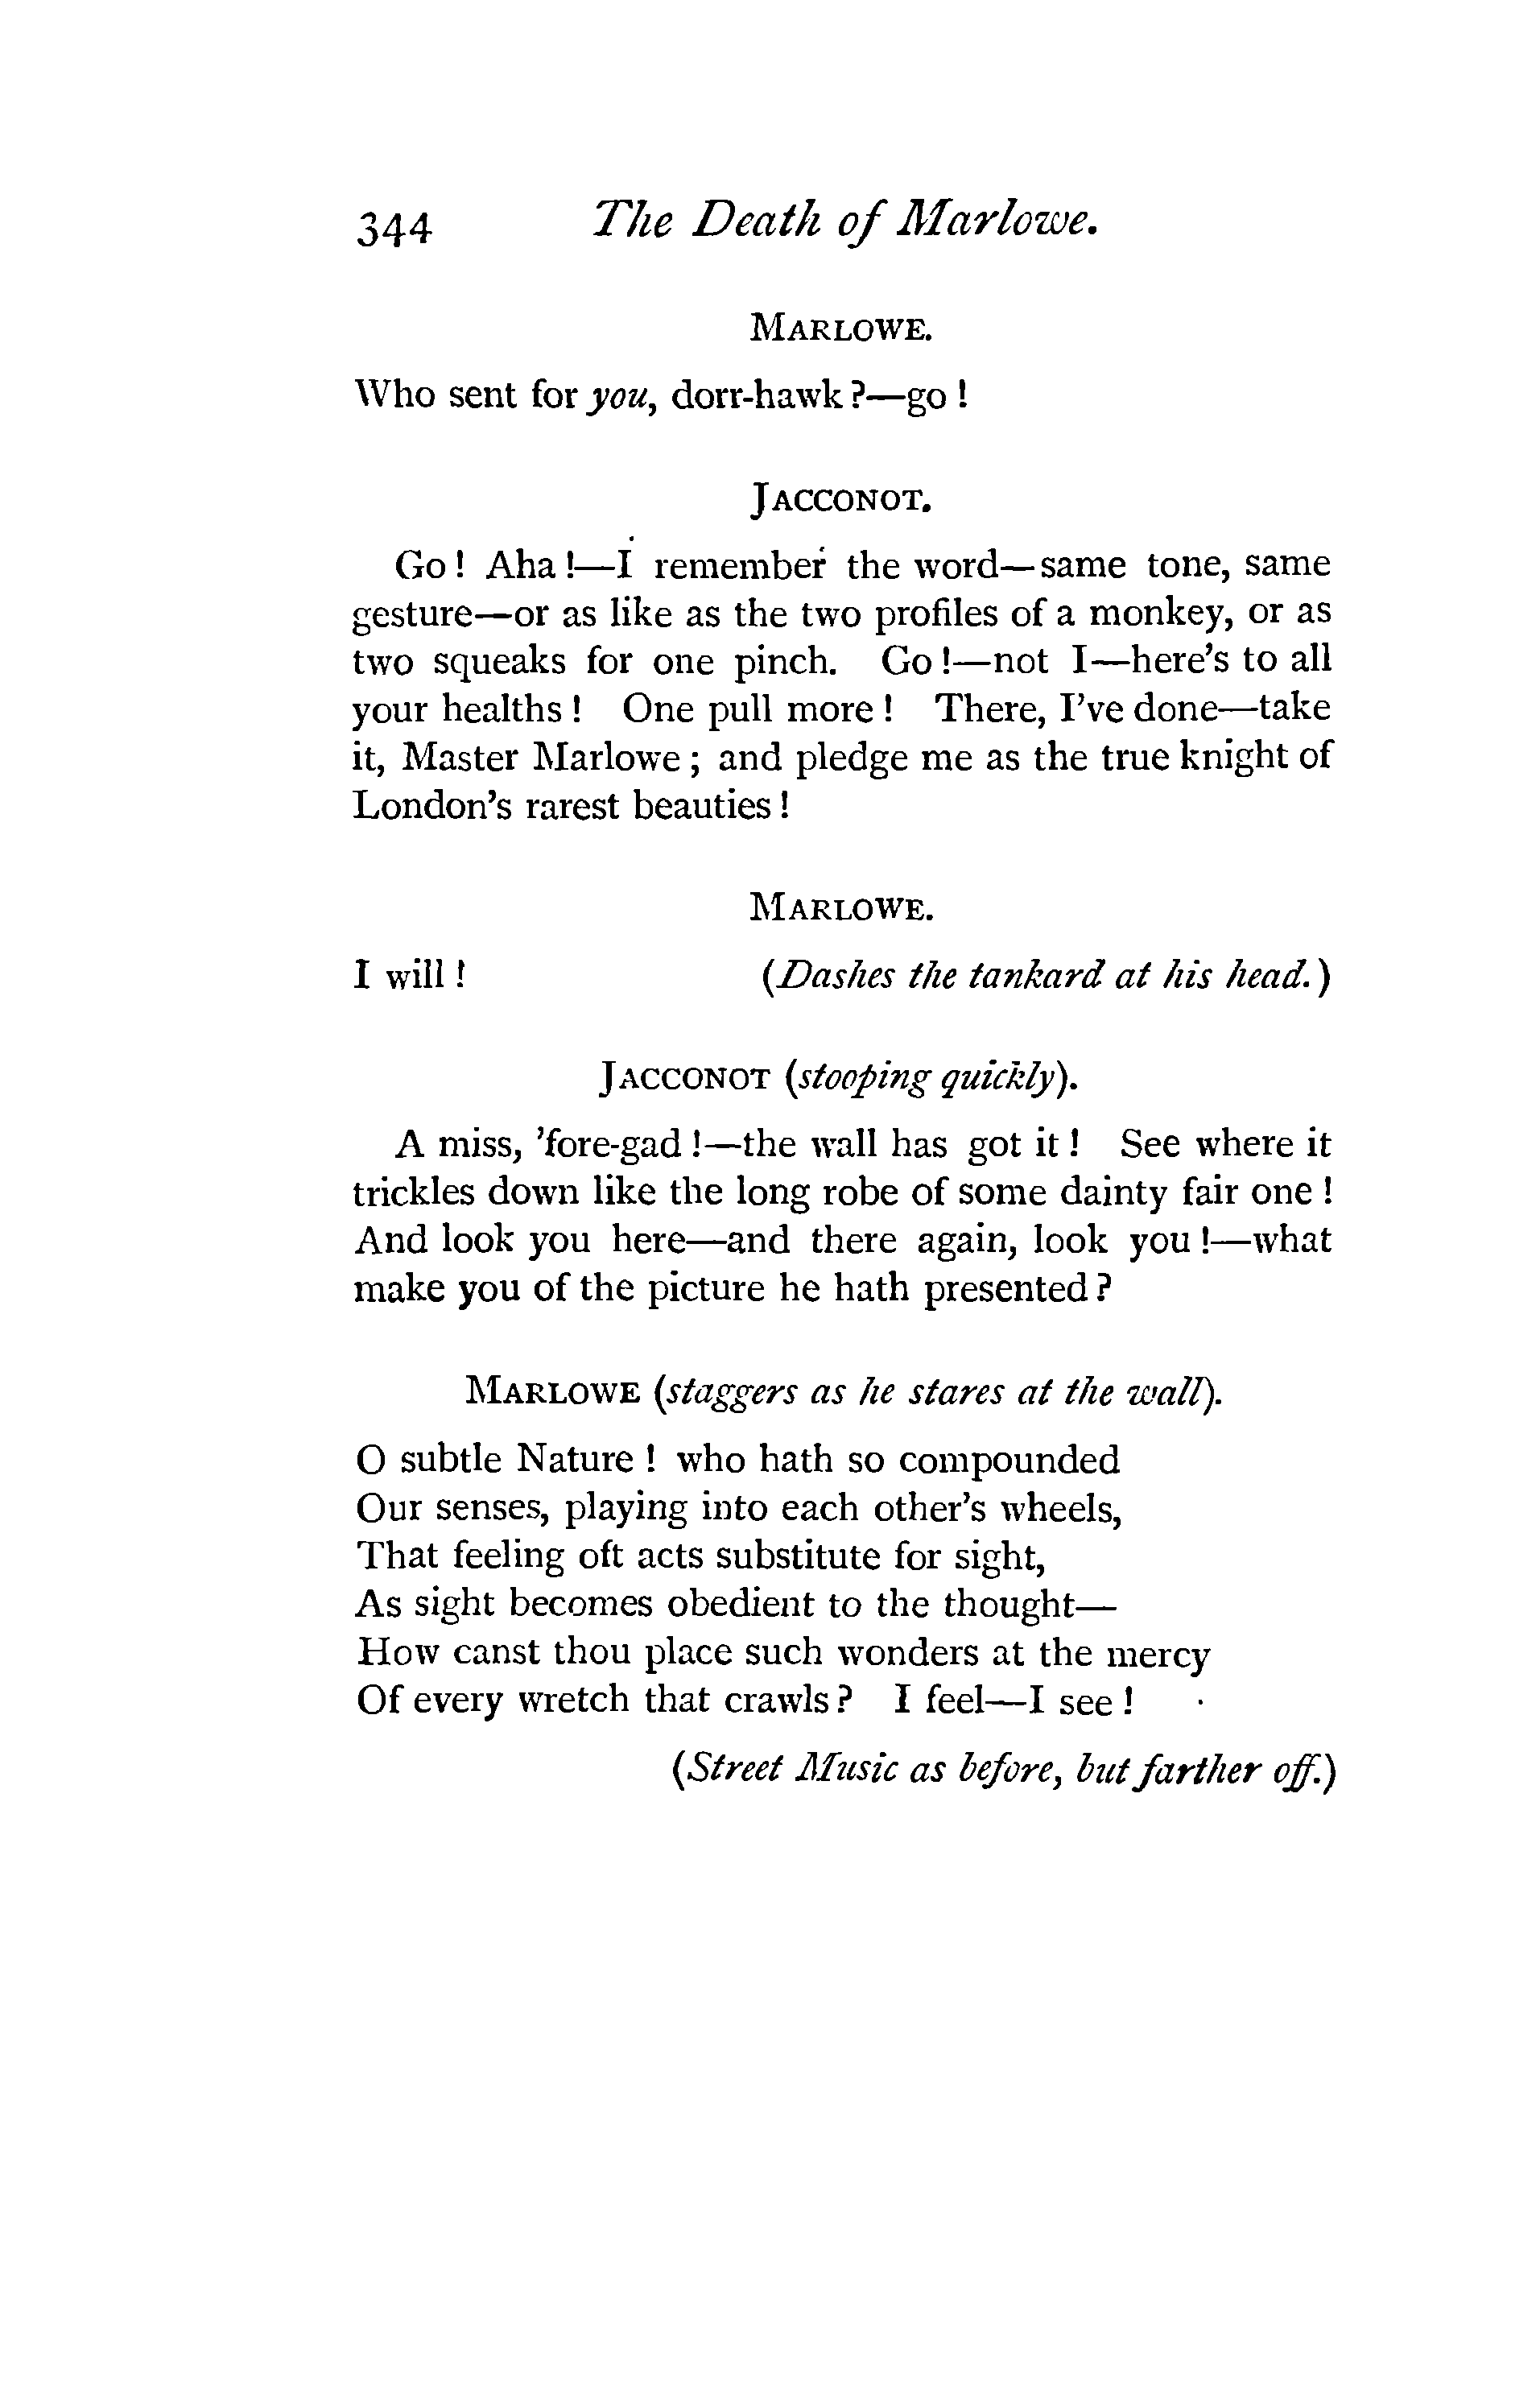 344 The Death of Marlowe.
MARLOWE.
Who sent for you, dorr-hawk ?—go !
JACCONOT.
Go ! Aha !—I remember the word—same tone, same
gesture—or as like as the two profiles of a monkey, or as
two squeaks for one pinch. Go !—not I—here's to all
your healths ! One pull more ! There, I've done—take
it, Master Marlowe ; and pledge me as the true knight of
London's rarest beauties !
MARLOWE.
I will ! (Dashes the tankard at his head.)
JACCONOT (stooping quickly).
A miss, 'fore-gad !—the wall has got it ! See where it
trickles down like the long robe of some dainty fair one !
And look you here—and there again, look you !—what
make you of the picture he hath presented ?
MARLOWE (staggers as he stares at the wall).
O subtle Nature ! who hath so compounded
Our senses, playing into each other's wheels,
That feeling oft acts substitute for sight,
As sight becomes obedient to the thought—
How canst thou place such wonders at the mercy
Of every wretch that crawls ? I feel—I see !
(Street Music as before, but farther off.)